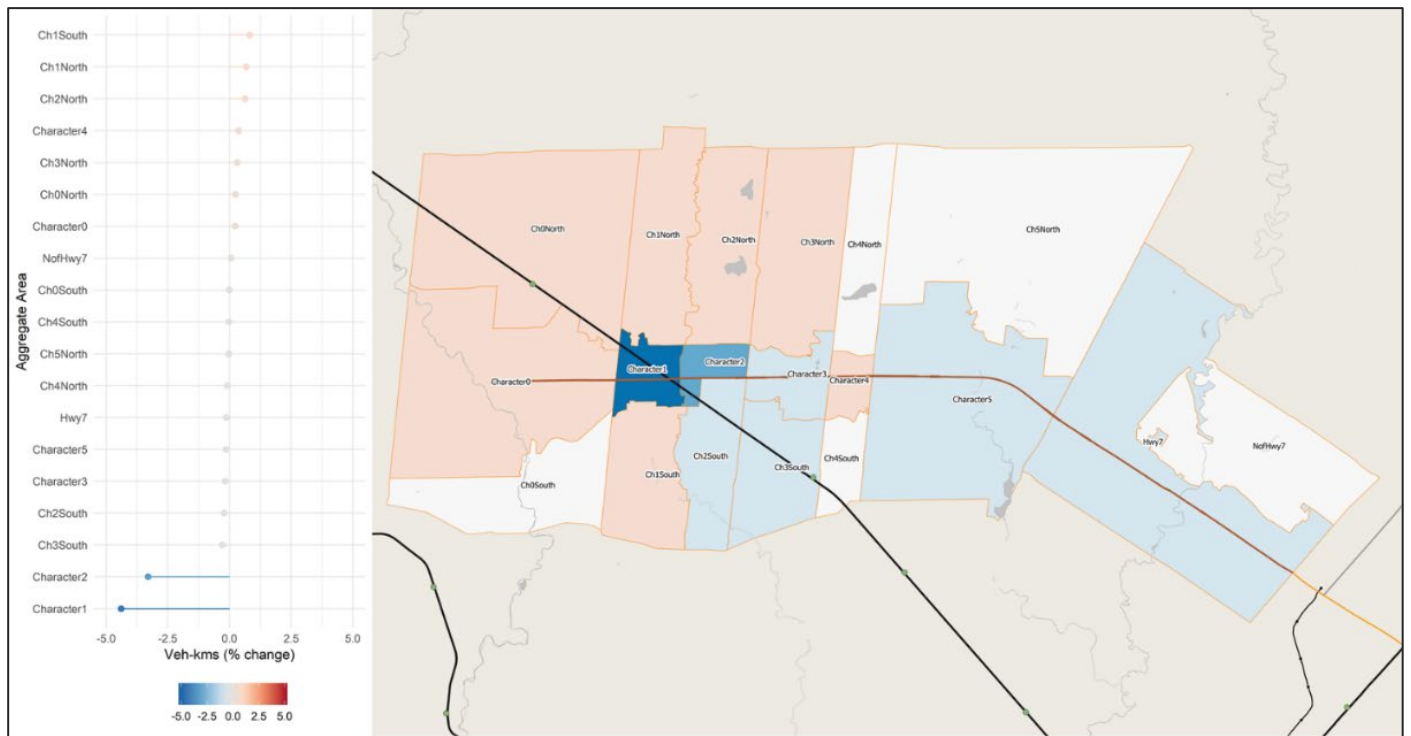 Ch1South
Ch1North
Ch2North
Character4
Ch3North
Ch0North
Character0
NofHwy7
Ch0South
Ch4South
Ch5North
Ch4North
Hwy7
Character5
Character3
Ch2South
Ch3South
Character2
Character1
Aggregate Area
-5.0 -2.5 0.0 2.5 5.0
Veh-kms (% change)
-5.0 -2.5 0.0 2.5 5.0
Ch0North
Ch1North
Ch2North
Ch3North
Ch4North
Ch5North
Character0
Character1
Character2
Character3
Character4
Character5
Hwy7
NofHwy7
Ch0South
Ch1South
Ch2South
Ch3South
Ch4South